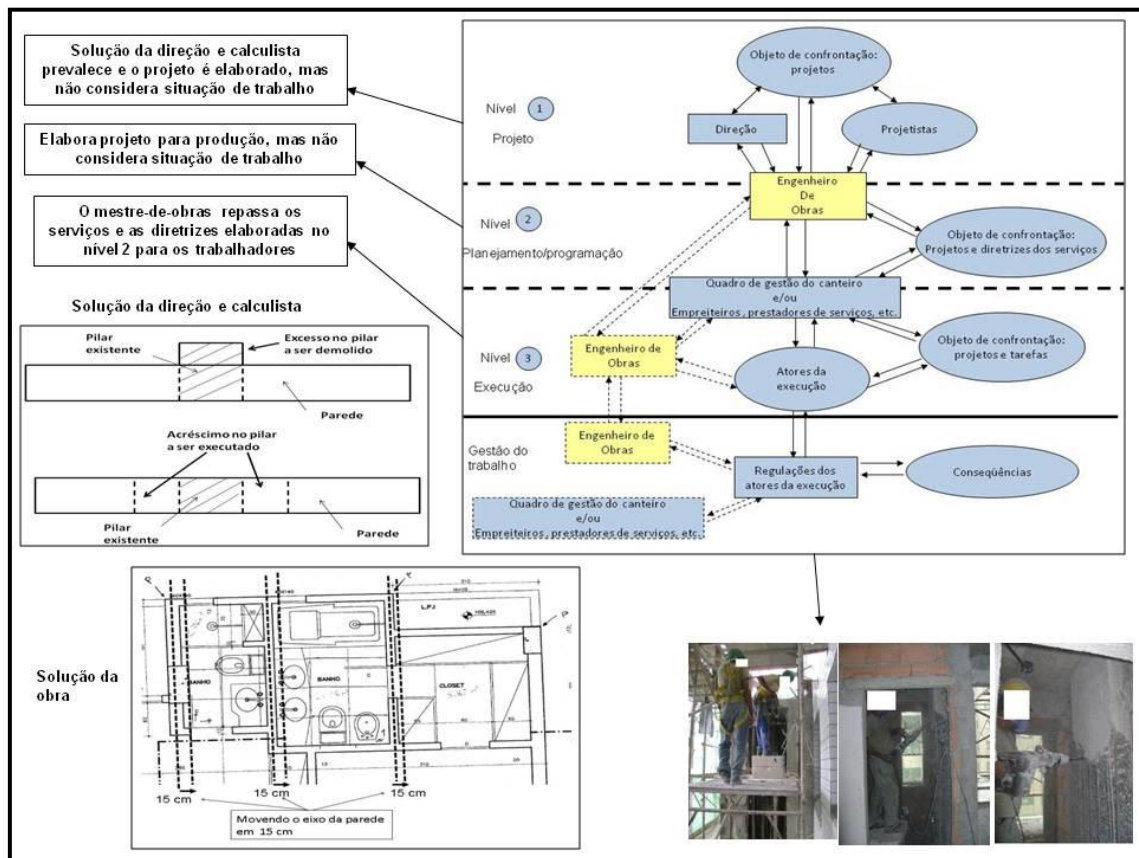 Solução da direção e calculista
prevalece e o projeto é elaborado, mas
não considera situação de trabalho
Elabora projeto para produção, mas não
considera situação de trabalho
O mestre-de-obras repassa os
serviços e as diretrizes elaboradas no
nível 2 para os trabalhadores
Objeto de confrontação:
projetos
Nível 1
Projeto
Direção
Projetistas
Engenheiro
De
Obras
Nível 2
Planejamento/programação
Objeto de confrontação:
Projetos e diretrizes dos serviços
Quadro de gestão do canteiro
e/ou
Empreiteiros, prestadores de serviços, etc.
Nível 3
Execução
Engenheiro de
Obras
Atores da
execução
Objeto de confrontação:
projetos e tarefas
Gestão do
trabalho
Engenheiro de
Obras
Regulações dos
atores da execução
Conseqüências
Quadro de gestão do canteiro
e/ou
Empreiteiros, prestadores de serviços, etc.
Solução da direção e calculista
Pilar
existente
Excesso no pilar
a ser demolido
Parede
Acréscimo no pilar
a ser executado
Pilar
existente
Parede
Solução da
obra
BANHO
BANHO
CLOSET
15 cm
15 cm
15 cm
Movendo o eixo da parede
em 15 cm